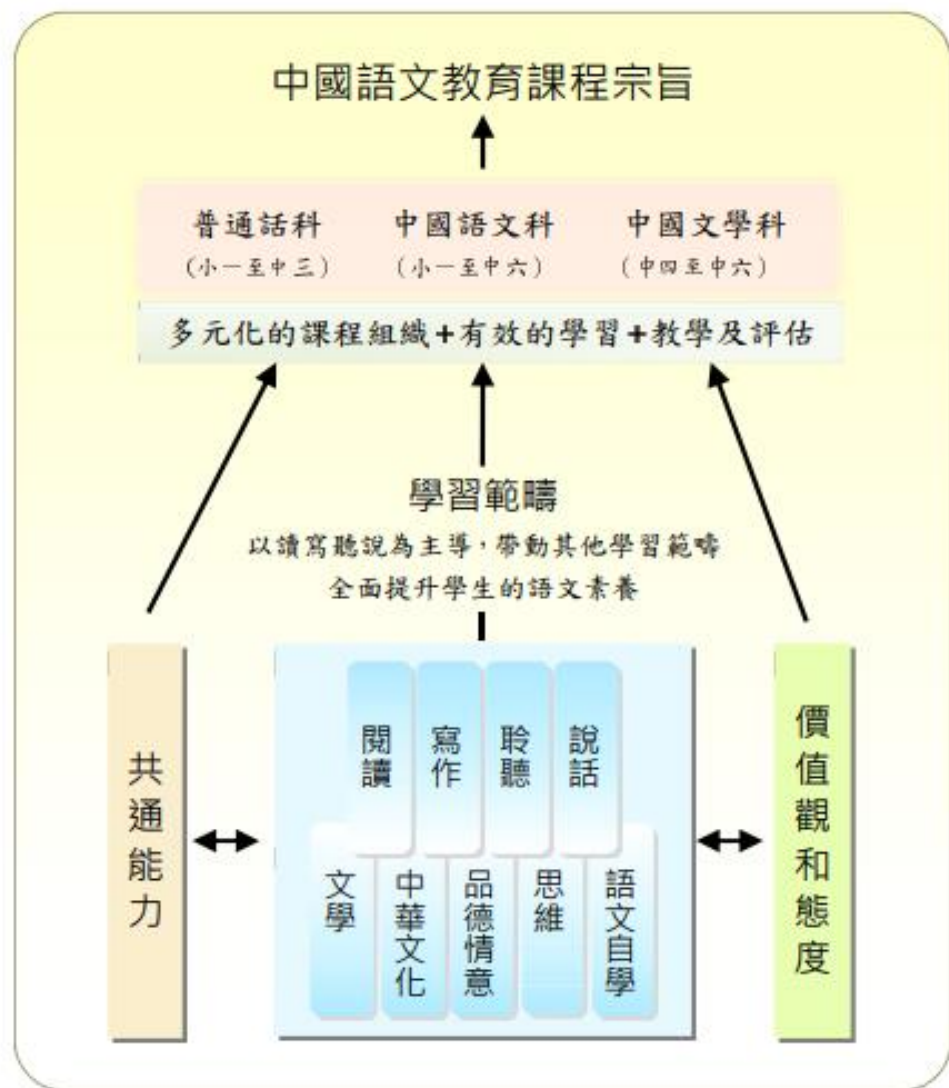 中國語文教育課程宗旨
普通話科 中國語文科 中國文學科
(小一至中三) (小一至中六) (中四至中六)
多元化的課程組織+有效的學習+教學及評估
學習範疇
以讀寫聽說為主導，帶動其他學習範疇
全面提升學生的語文素養
共通能力
閱讀
寫作
聆聽
說話
文學
中華文化
品德情意
思維
語文自學
價值觀和態度